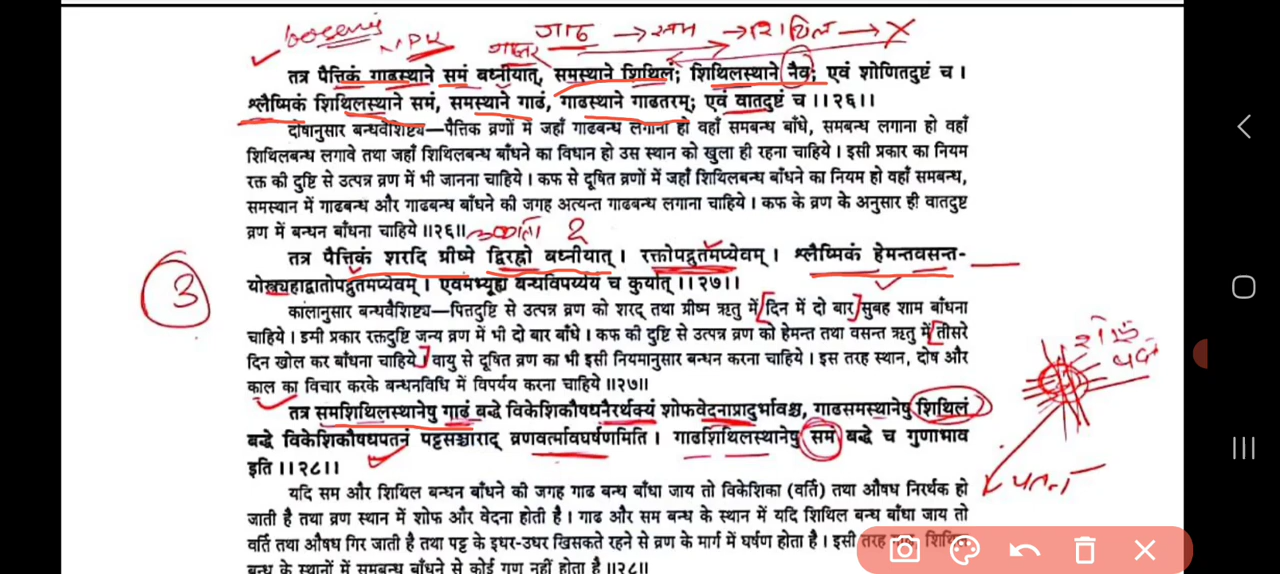 गाढ → सम → शिथिल → X
तत्र पैत्तिकं गाढस्थाने समं बध्नीयात्, समस्थाने शिथिलं; शिथिलस्थाने नैव; एवं शोणितदुष्टं च ।
श्लैष्मिकं शिथिलस्थाने समं, समस्थाने गाढं, गाढस्थाने गाढतरम्; एवं वातदुष्टं च ।।२६।।
दोषानुसार बन्धवैशिष्ट्य—पैत्तिक व्रणों में जहाँ गाढबन्ध लगाना हो वहाँ समबन्ध बाँधे, समबन्ध लगाना हो वहाँ
शिथिलबन्ध लगावे तथा जहाँ शिथिलबन्ध बाँधने का विधान हो उस स्थान को खुला ही रहना चाहिये । इसी प्रकार का नियम
रक्त की दुष्टि से उत्पन्न व्रण में भी जानना चाहिये । कफ से दूषित व्रणों में जहाँ शिथिलबन्ध बाँधने का नियम हो वहाँ समबन्ध,
समस्थान में गाढबन्ध और गाढबन्ध बाँधने की जगह अत्यन्त गाढबन्ध लगाना चाहिये । कफ के व्रण के अनुसार ही वातदुष्ट
व्रण में बन्धन बाँधना चाहिये ॥२६॥ 2
तत्र पैत्तिकं शरदि ग्रीष्मे द्विरह्नो बध्नीयात् । रक्तोपद्रुतमप्येवम् । श्लैष्मिकं हेमन्तवसन्त-
योस्त्र्यहाद्वातोपद्रुतमप्येवम् । एवमभ्यूह्य बन्धविपर्ययं च कुर्यात् ।।२७।।
3
कालानुसार बन्धवैशिष्ट्य—पित्तदुष्टि से उत्पन्न व्रण को शरद् तथा ग्रीष्म ऋतु में [दिन में दो बार] सुबह शाम बाँधना
चाहिये । इसी प्रकार रक्तदुष्टि जन्य व्रण में भी दो बार बाँधे । कफ की दुष्टि से उत्पन्न व्रण को हेमन्त तथा वसन्त ऋतु में [तीसरे
दिन खोल कर बाँधना चाहिये] वायु से दूषित व्रण का भी इसी नियमानुसार बन्धन करना चाहिये । इस तरह स्थान, दोष और
काल का विचार करके बन्धनविधि में विपर्यय करना चाहिये ॥२७॥
तत्र समशिथिलस्थानेषु गाढं बद्धे विकेशिकौषधनैरर्थक्यं शोफवेदनाप्रादुर्भावश्च, गाढसमस्थानेषु शिथिलं
बद्धे विकेशिकौषधपतनं पट्टसञ्चाराद् व्रणवर्त्मावघर्षणमिति । गाढशिथिलस्थानेषु समं बद्धे च गुणाभाव
इति ।।२८।।
यदि सम और शिथिल बन्धन बाँधने की जगह गाढ बन्ध बाँधा जाय तो विकेशिका (वर्ति) तथा औषध निरर्थक हो
जाती है तथा व्रण स्थान में शोफ और वेदना होती है । गाढ और सम बन्ध के स्थान में यदि शिथिल बन्ध बाँधा जाय तो
वर्ति तथा औषध गिर जाती है तथा पट्ट के इधर-उधर खिसकते रहने से व्रण के मार्ग में घर्षण होता है । इसी तरह
बन्ध के स्थानों में समबन्ध बाँधने से कोई गुण नहीं होता है ॥२८॥